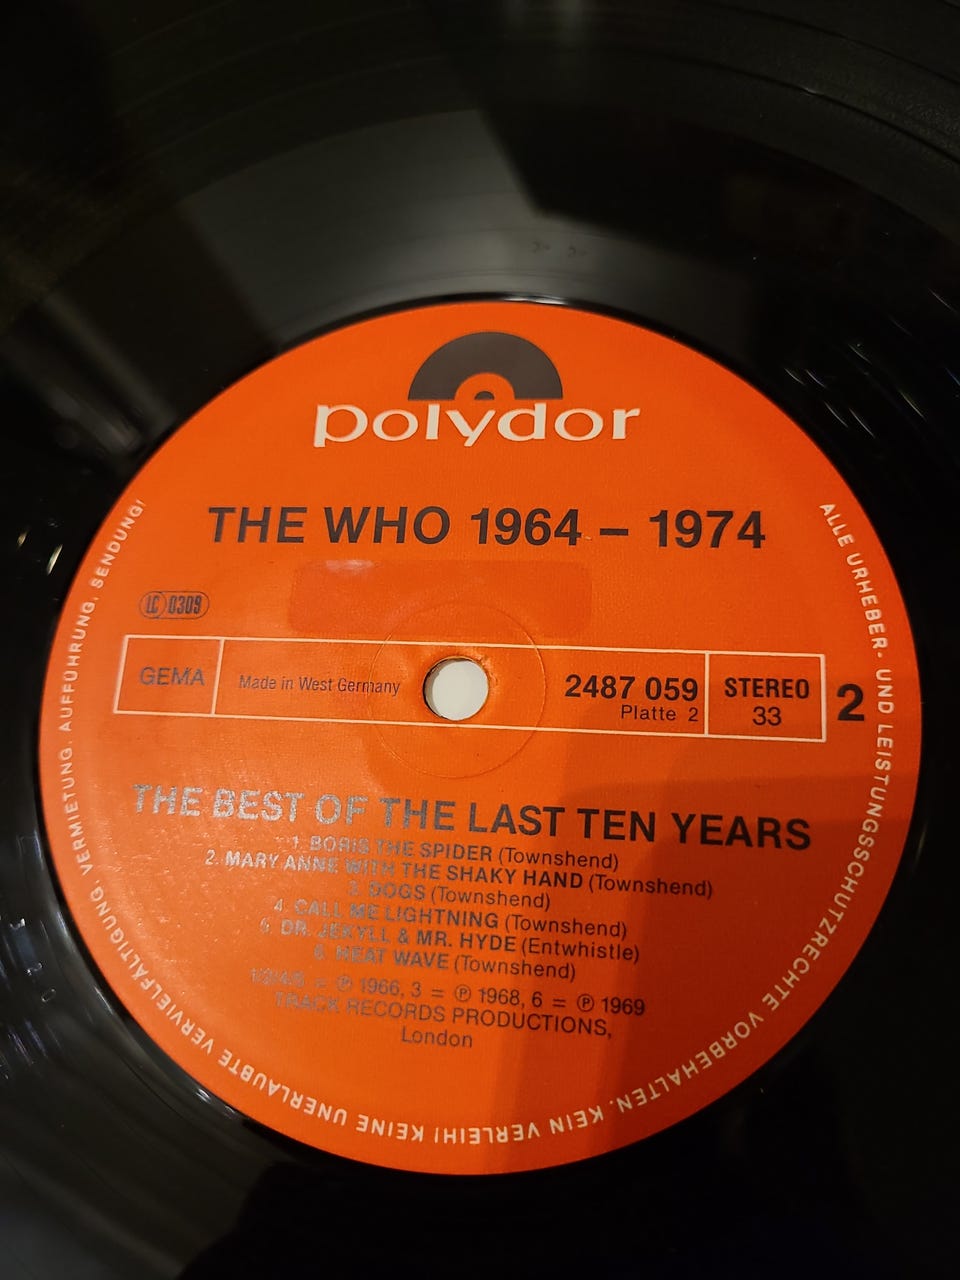 polydor
THE WHO 1964 – 1974
LC 0309
GEMA
Made in West Germany
2487 059
Platte 2
STEREO
33
2
THE BEST OF THE LAST TEN YEARS
1. BORIS THE SPIDER (Townshend)
2. MARY ANNE WITH THE SHAKY HAND (Townshend)
3. DOGS (Townshend)
4. CALL ME LIGHTNING (Townshend)
5. DR. JEKYLL & MR. HYDE (Entwhistle)
6. HEAT WAVE (Townshend)
= ℗ 1966, 3 = ℗ 1968, 6 = ℗ 1969
TRACK RECORDS PRODUCTIONS,
London
ALLE URHEBER- UND LEISTUNGSSCHUTZRECHTE VORBEHALTEN. KEIN VERLEIH! KEINE UNERLAUBTE VERVIELFÄLTIGUNG, VERMIETUNG, AUFFÜHRUNG, SENDUNG!